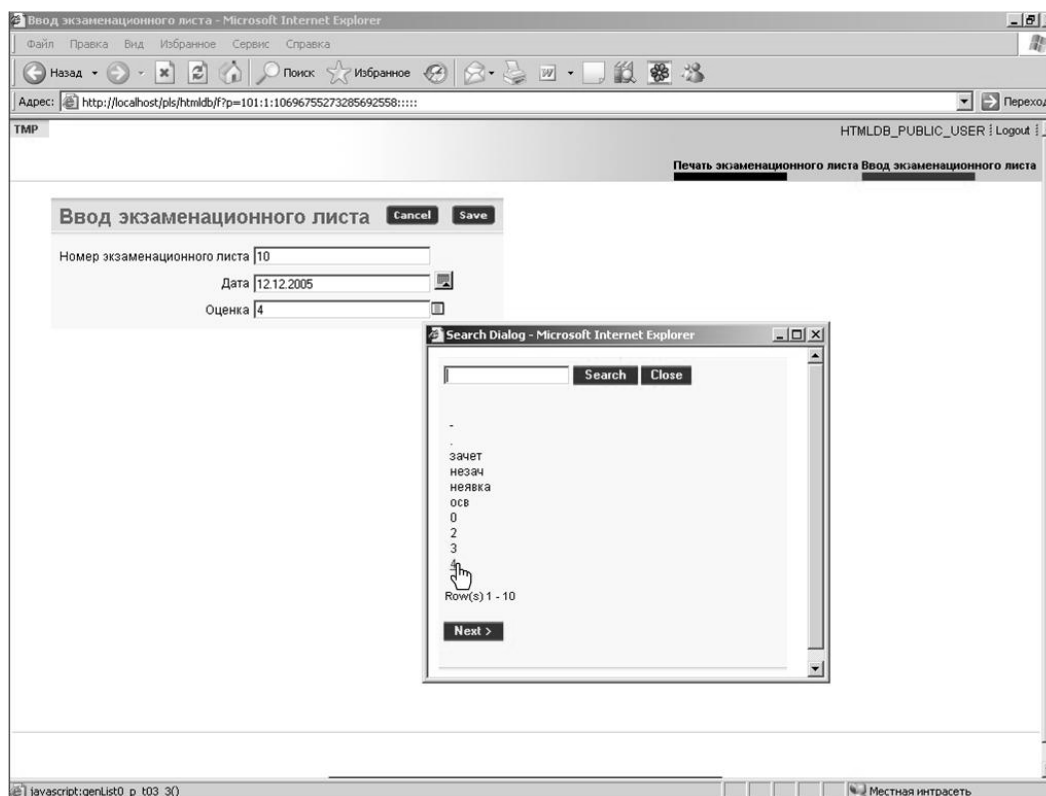 Ввод экзаменационного листа - Microsoft Internet Explorer
Файл Правка Вид Избранное Сервис Справка
Назад Поиск Избранное
Адрес: http://localhost/pls/htmldb/f?p=101:1:10696755273285692558::::: Переход
TMP HTMLDB_PUBLIC_USER Logout
Печать экзаменационного листа Ввод экзаменационного листа
Ввод экзаменационного листа Cancel Save
Номер экзаменационного листа 10
Дата 12.12.2005
Оценка 4
Search Dialog - Microsoft Internet Explorer
Search Close
-
.
зачет
незач
неявка
осв
0
2
3
4
Row(s) 1 - 10
Next >
javascript:genList0_p_t03_3() Местная интрасеть